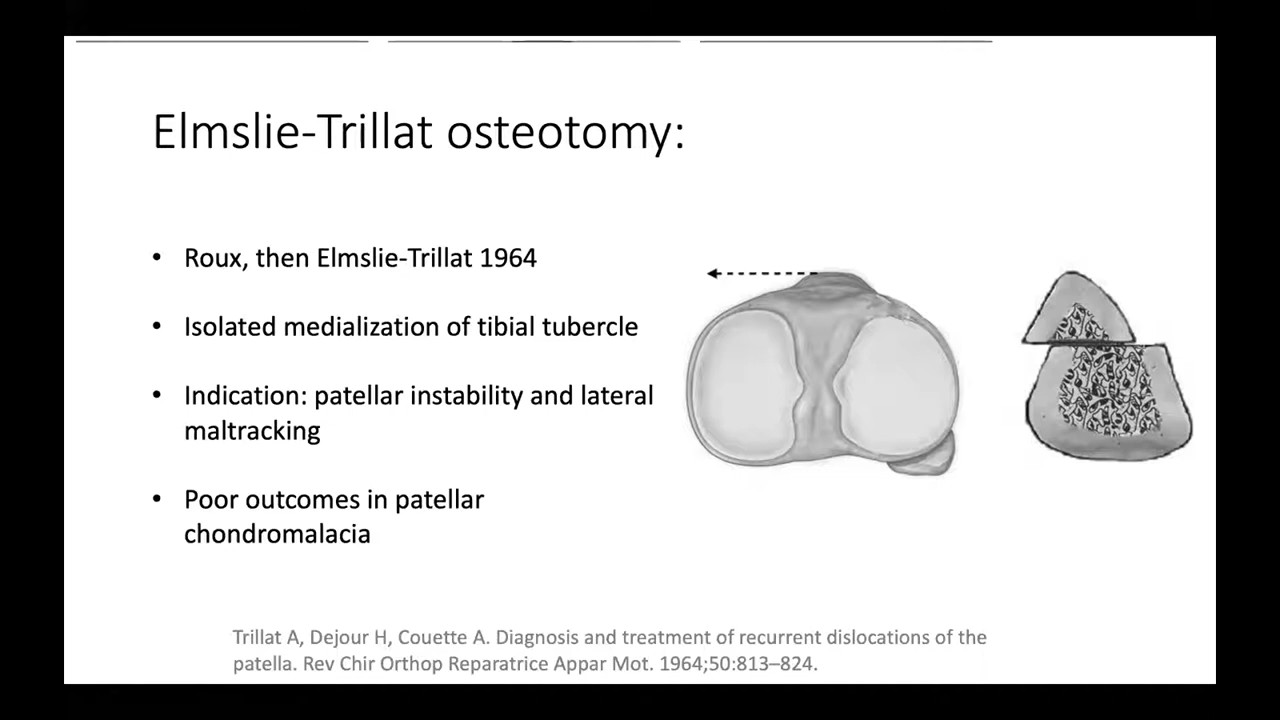 Elmslie-Trillat osteotomy:
• Roux, then Elmslie-Trillat 1964
• Isolated medialization of tibial tubercle
• Indication: patellar instability and lateral
maltracking
• Poor outcomes in patellar
chondromalacia
Trillat A, Dejour H, Couette A. Diagnosis and treatment of recurrent dislocations of the
patella. Rev Chir Orthop Reparatrice Appar Mot. 1964;50:813–824.